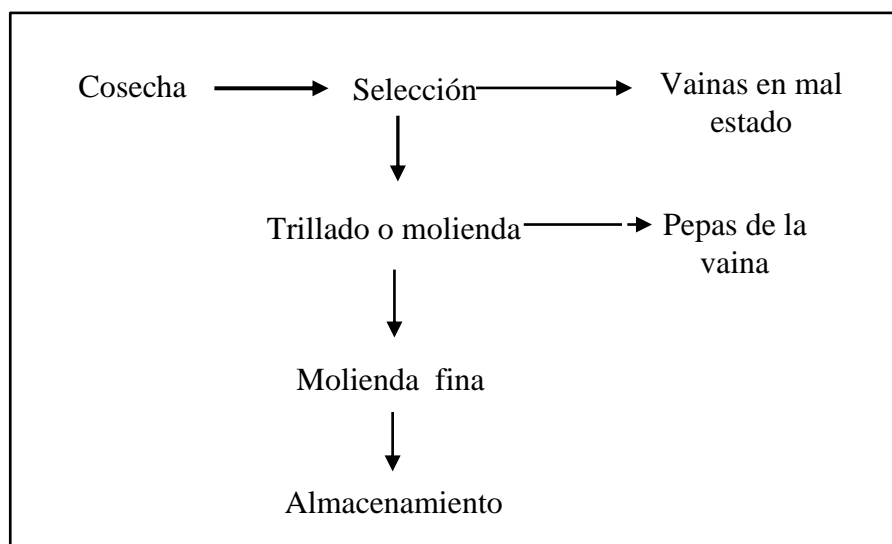 Cosecha
Selección
Vainas en mal
estado
Trillado o molienda
Pepas de la
vaina
Molienda fina
Almacenamiento